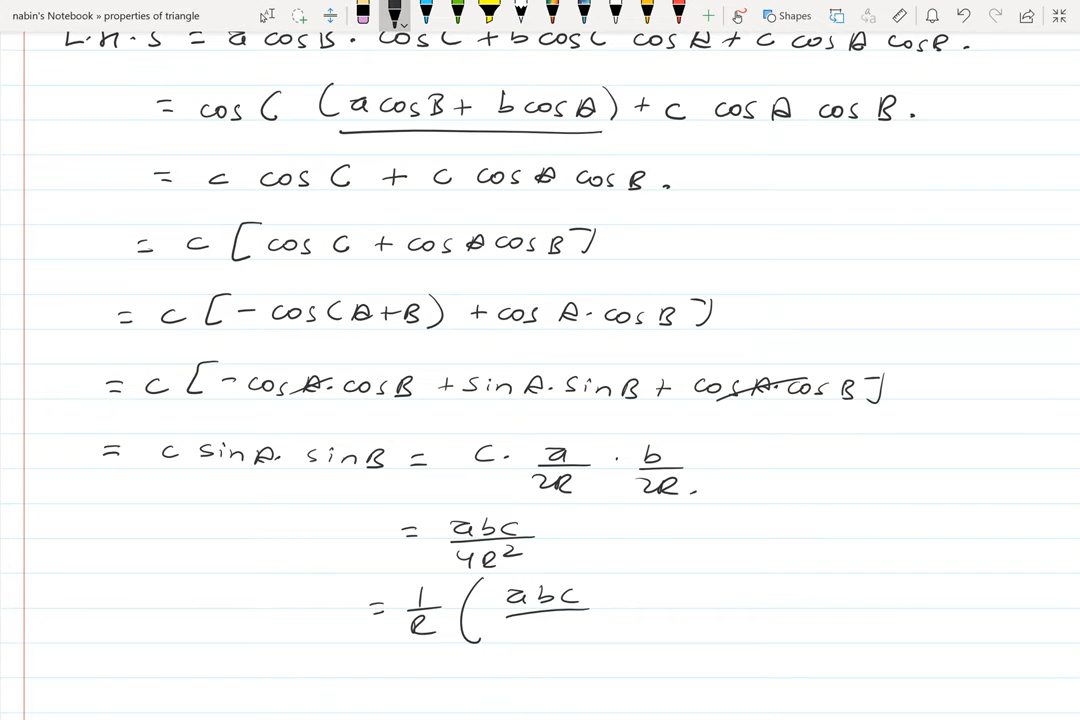 nabin's Notebook » properties of triangle
Shapes
L.H.S = a cos B . cos C + b cos C cos A + c cos A cos B .
= cos C (a cos B + b cos A) + c cos A cos B .
= c cos C + c cos A cos B .
= c [cos C + cos A cos B]
= c [- cos(A+B) + cos A . cos B]
= c [- cos A . cos B + sin A . sin B + cos A . cos B]
= c sin A . sin B = c . a/2R . b/2R .
= abc/4R²
= 1/R ( abc